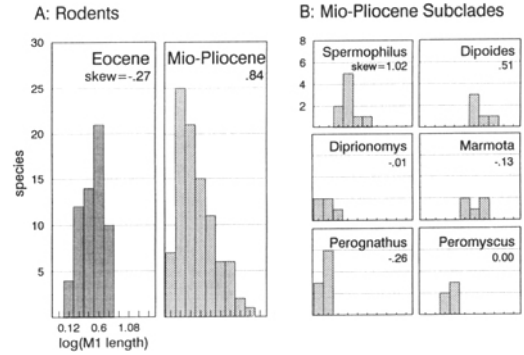 A: Rodents
B: Mio-Pliocene Subclades
30
25
20
15
10
5
species
Eocene
skew=-.27
Mio-Pliocene
.84
0.12 0.6 1.08
log(M1 length)
8
6
4
2
Spermophilus
skew=1.02
Dipoides
.51
Diprionomys
-.01
Marmota
-.13
Perognathus
-.26
Peromyscus
0.00